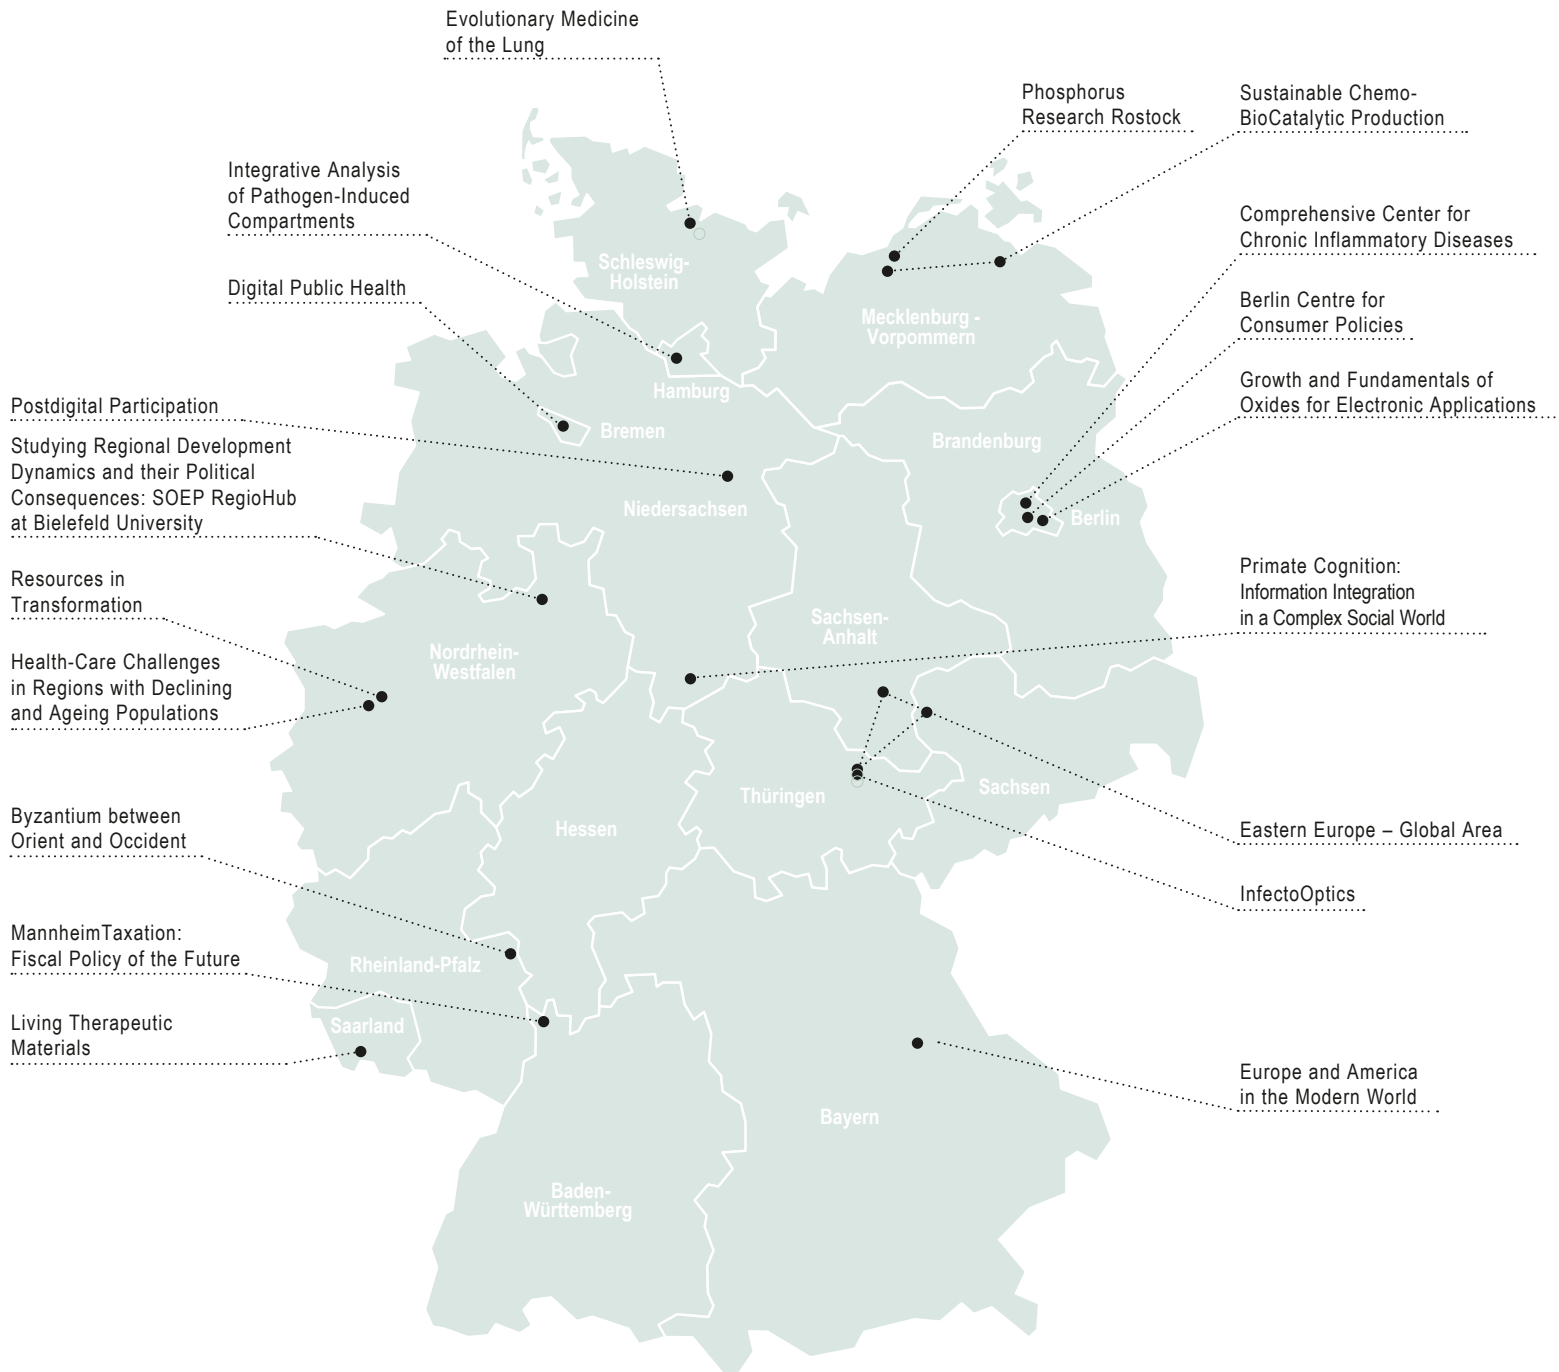 Evolutionary Medicine
of the Lung
Phosphorus
Research Rostock
Sustainable Chemo-
BioCatalytic Production
Integrative Analysis
of Pathogen-Induced
Compartments
Comprehensive Center for
Chronic Inflammatory Diseases
Digital Public Health
Berlin Centre for
Consumer Policies
Growth and Fundamentals of
Oxides for Electronic Applications
Postdigital Participation
Studying Regional Development
Dynamics and their Political
Consequences: SOEP RegioHub
at Bielefeld University
Primate Cognition:
Information Integration
in a Complex Social World
Resources in
Transformation
Health-Care Challenges
in Regions with Declining
and Ageing Populations
Byzantium between
Orient and Occident
Eastern Europe – Global Area
InfectoOptics
MannheimTaxation:
Fiscal Policy of the Future
Living Therapeutic
Materials
Europe and America
in the Modern World
Schleswig-
Holstein
Mecklenburg -
Vorpommern
Hamburg
Bremen
Brandenburg
Niedersachsen
Berlin
Sachsen-
Anhalt
Nordrhein-
Westfalen
Thüringen
Sachsen
Hessen
Rheinland-Pfalz
Saarland
Bayern
Baden-
Württemberg